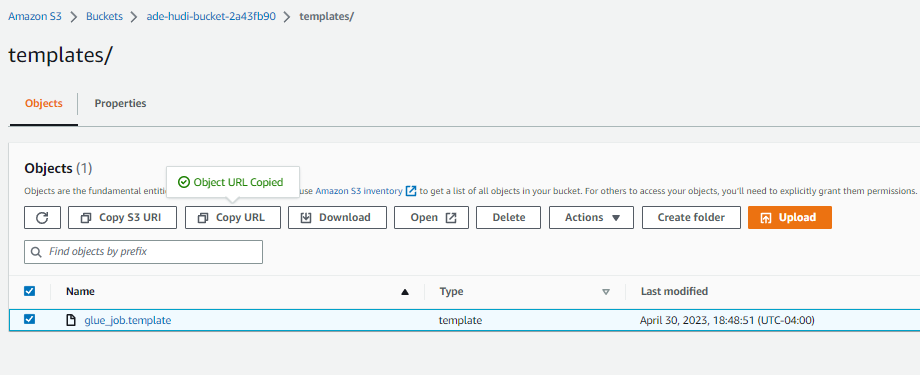 Amazon S3 > Buckets > ade-hudi-bucket-2a43fb90 > templates/
templates/
Objects Properties
Objects (1)
Object URL Copied
Objects are the fundamental entiti use Amazon S3 inventory to get a list of all objects in your bucket. For others to access your objects, you'll need to explicitly grant them permissions.
Copy S3 URI Copy URL Download Open Delete Actions Create folder Upload
Find objects by prefix
Name Type Last modified
glue_job.template template April 30, 2023, 18:48:51 (UTC-04:00)